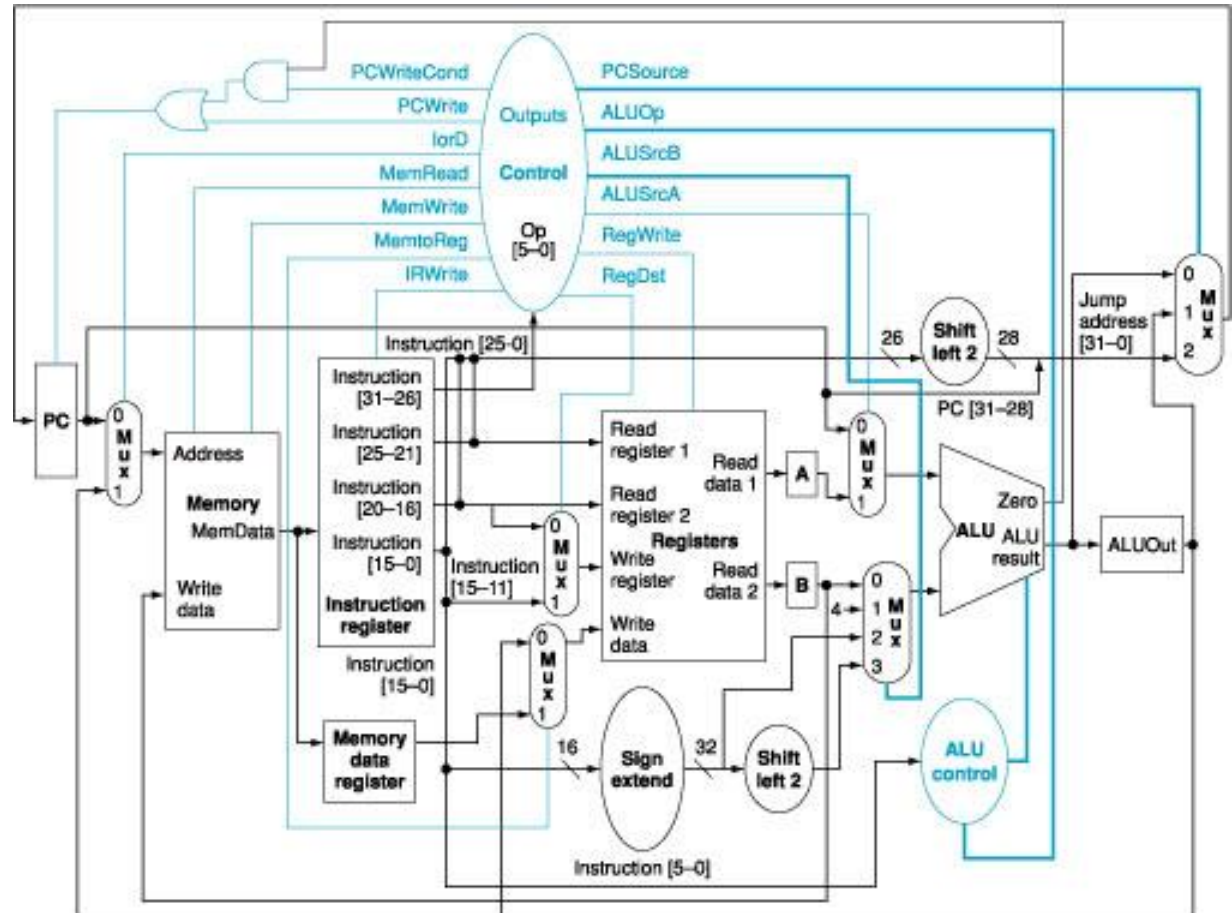 PCWriteCond
PCWrite
IorD
MemRead
MemWrite
MemtoReg
IRWrite
Outputs
Control
Op
[5–0]
PCSource
ALUOp
ALUSrcB
ALUSrcA
RegWrite
RegDst
Instruction [25–0]
26
Shift
left 2
28
Jump
address
[31–0]
0
1
2
Mux
PC [31–28]
PC
0
Mux
1
Address
Memory
MemData
Write
data
Instruction
[31–26]
Instruction
[25–21]
Instruction
[20–16]
Instruction
[15–0]
Instruction
register
Instruction
[15–11]
Instruction
[15–0]
Memory
data
register
0
Mux
1
0
Mux
1
Read
register 1
Read
register 2
Registers
Write
register
Write
data
Read
data 1
Read
data 2
A
B
0
Mux
1
0
4
1
2
3
Mux
Zero
ALU
ALU
result
ALUOut
16
Sign
extend
32
Shift
left 2
ALU
control
Instruction [5–0]